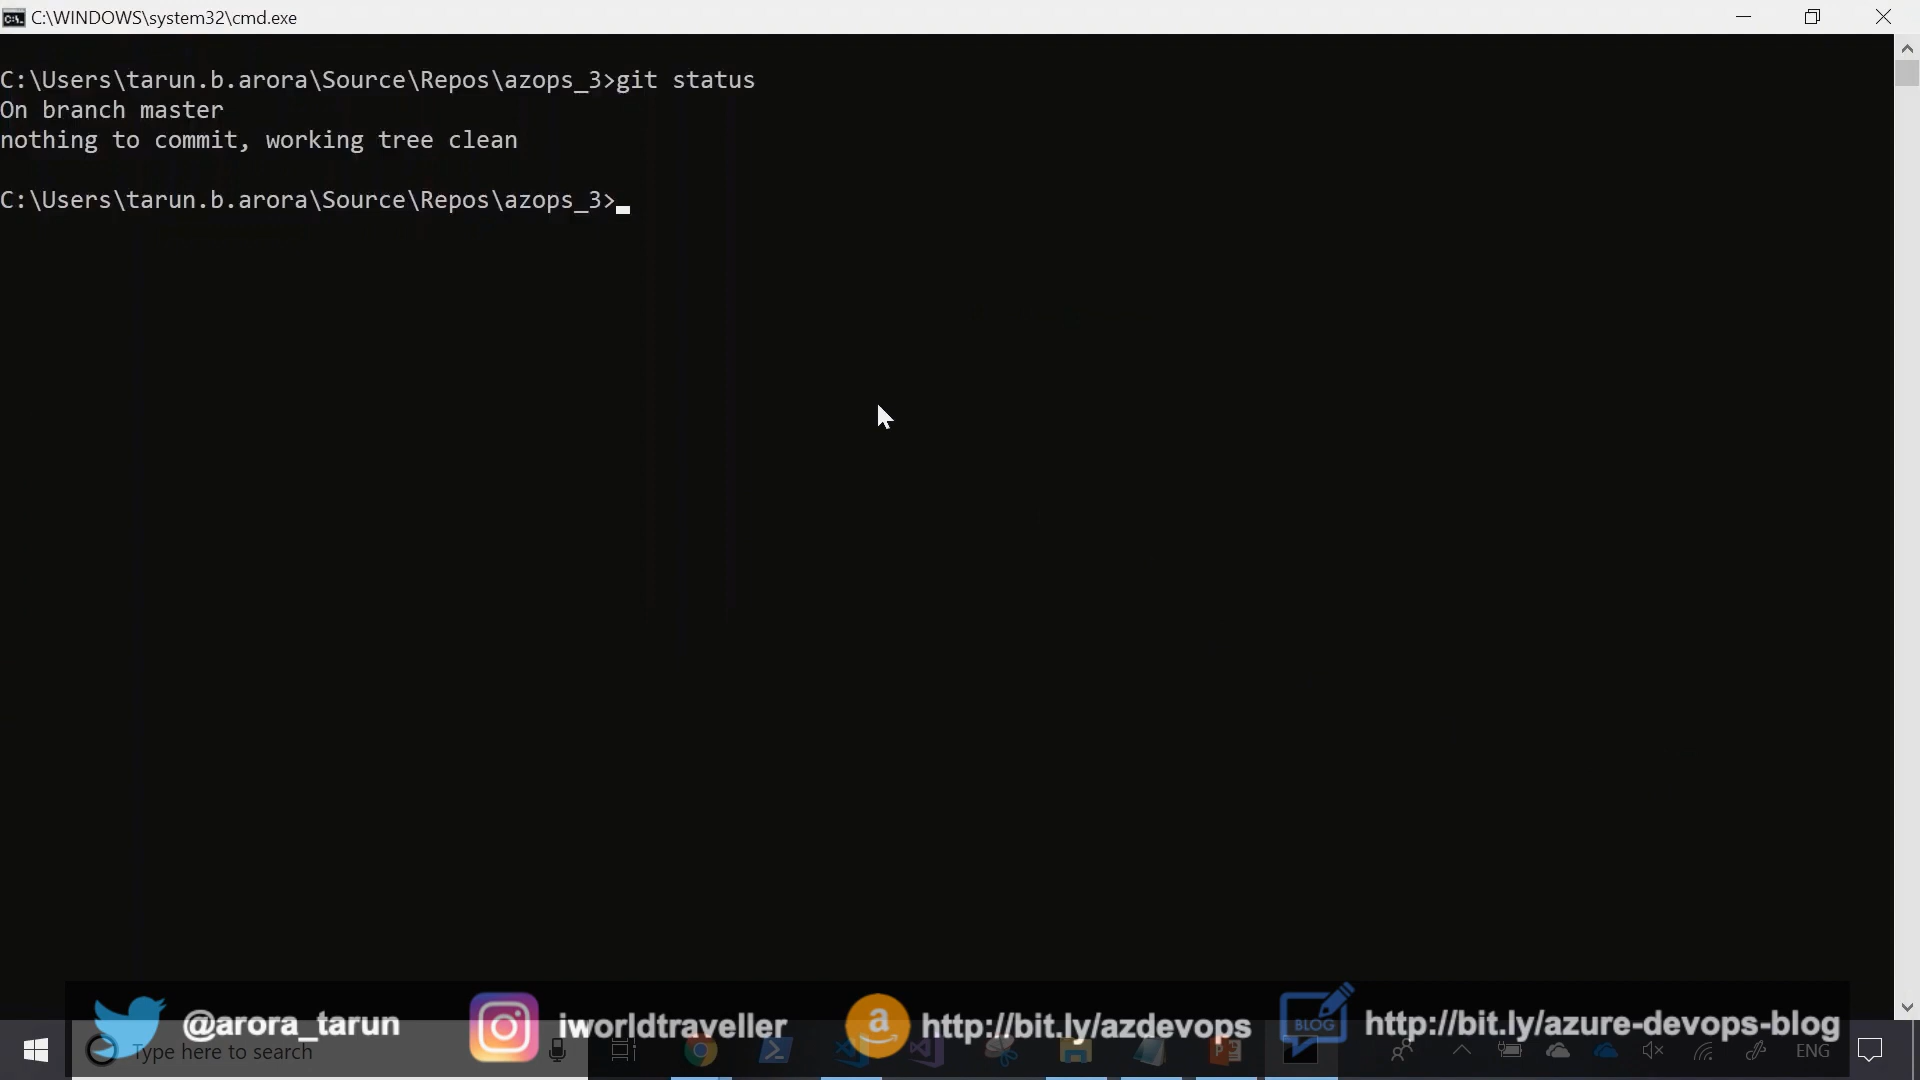 C:\WINDOWS\system32\cmd.exe
C:\Users\tarun.b.arora\Source\Repos\azops_3>git status
On branch master
nothing to commit, working tree clean
C:\Users\tarun.b.arora\Source\Repos\azops_3>
@arora_tarun iworldtraveller http://bit.ly/azdevops BLOG http://bit.ly/azure-devops-blog
Type here to search ENG